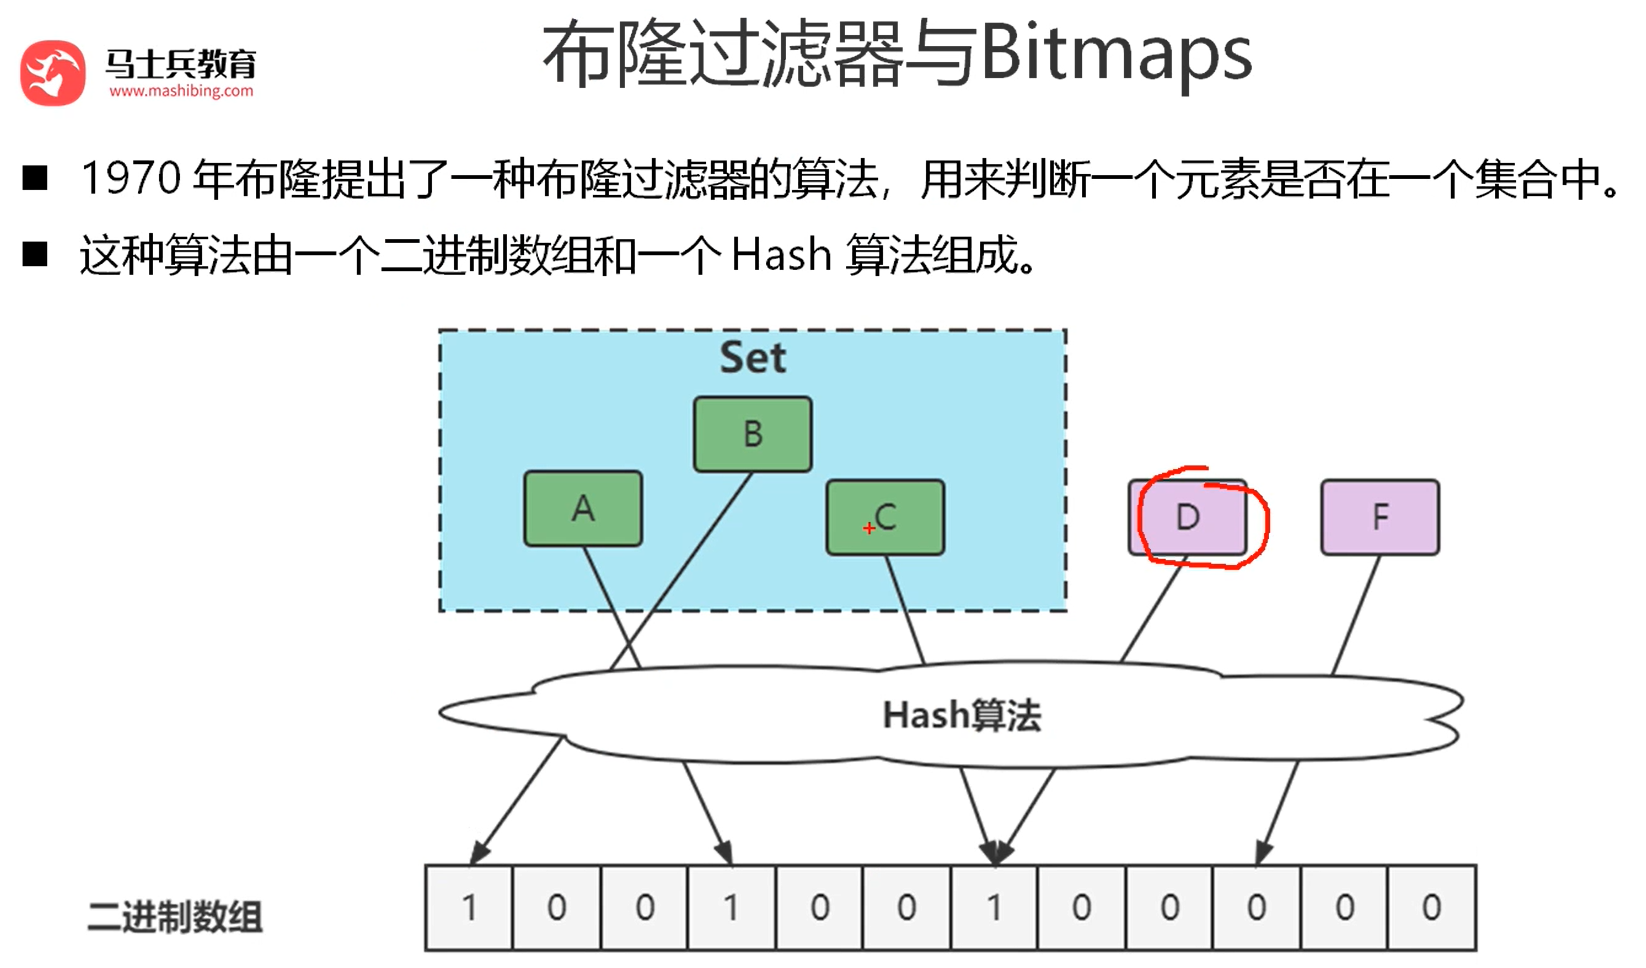 布隆过滤器与Bitmaps
马士兵教育
www.mashibing.com
■ 1970 年布隆提出了一种布隆过滤器的算法，用来判断一个元素是否在一个集合中。
■ 这种算法由一个二进制数组和一个 Hash 算法组成。
Set
B
A
C
D
F
Hash算法
二进制数组
1 0 0 1 0 0 1 0 0 0 0 0